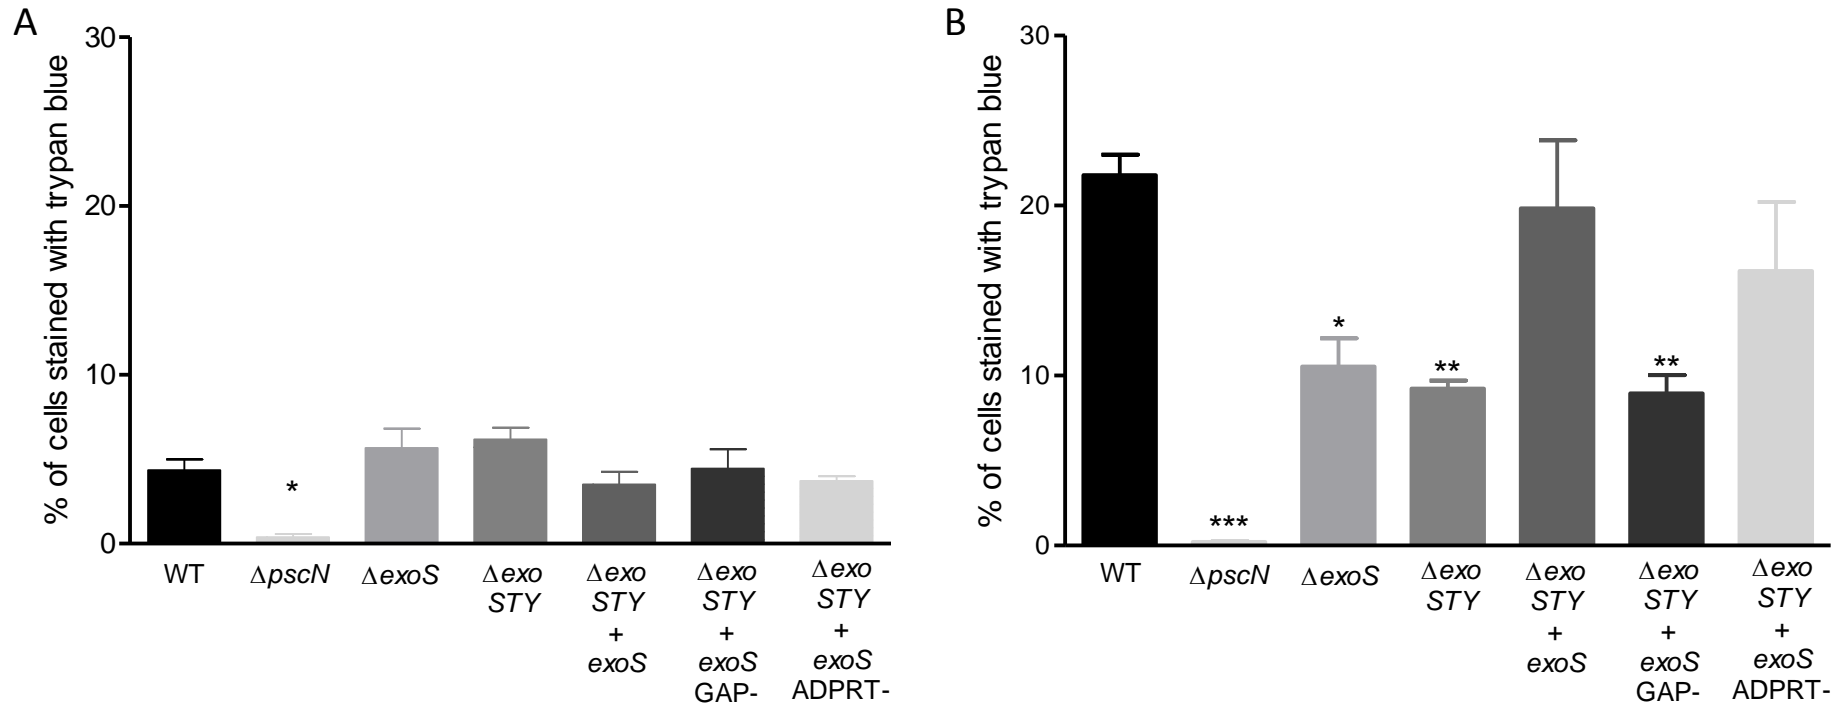 A
% of cells stained with trypan blue
30
20
10
0
*
WT
ΔpscN
ΔexoS
Δexo
STY
Δexo
STY
+
exoS
Δexo
STY
+
exoS
GAP-
Δexo
STY
+
exoS
ADPRT-
B
% of cells stained with trypan blue
30
20
10
0
***
*
**
**
WT
ΔpscN
ΔexoS
Δexo
STY
Δexo
STY
+
exoS
Δexo
STY
+
exoS
GAP-
Δexo
STY
+
exoS
ADPRT-